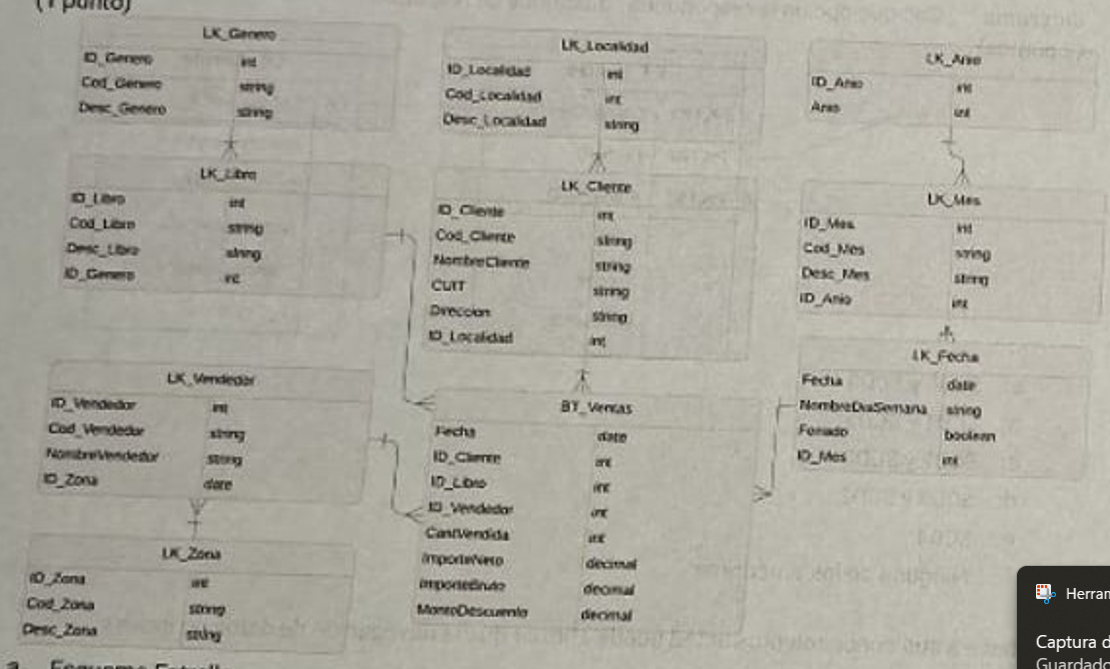 (1 punto)
LK_Genero
ID_Genero int
Cod_Genero string
Desc_Genero string
LK_Localidad
ID_Localidad int
Cod_Localidad int
Desc_Localidad string
LK_Anio
ID_Anio int
Anio int
LK_Libro
ID_Libro int
Cod_Libro string
Desc_Libro string
ID_Genero int
LK_Cliente
ID_Cliente int
Cod_Cliente string
NombreCliente string
CUIT string
Direccion string
ID_Localidad int
LK_Mes
ID_Mes int
Cod_Mes string
Desc_Mes string
ID_Anio int
LK_Vendedor
ID_Vendedor int
Cod_Vendedor string
NombreVendedor string
ID_Zona date
BT_Ventas
Fecha date
ID_Cliente int
ID_Libro int
ID_Vendedor int
CantVendida int
ImporteNeto decimal
ImporteBruto decimal
MontoDescuento decimal
LK_Fecha
Fecha date
NombreDiaSemana string
Feriado boolean
ID_Mes int
LK_Zona
ID_Zona int
Cod_Zona string
Desc_Zona string
a. Esquema Estrella
Herram
Captura d
Guardado